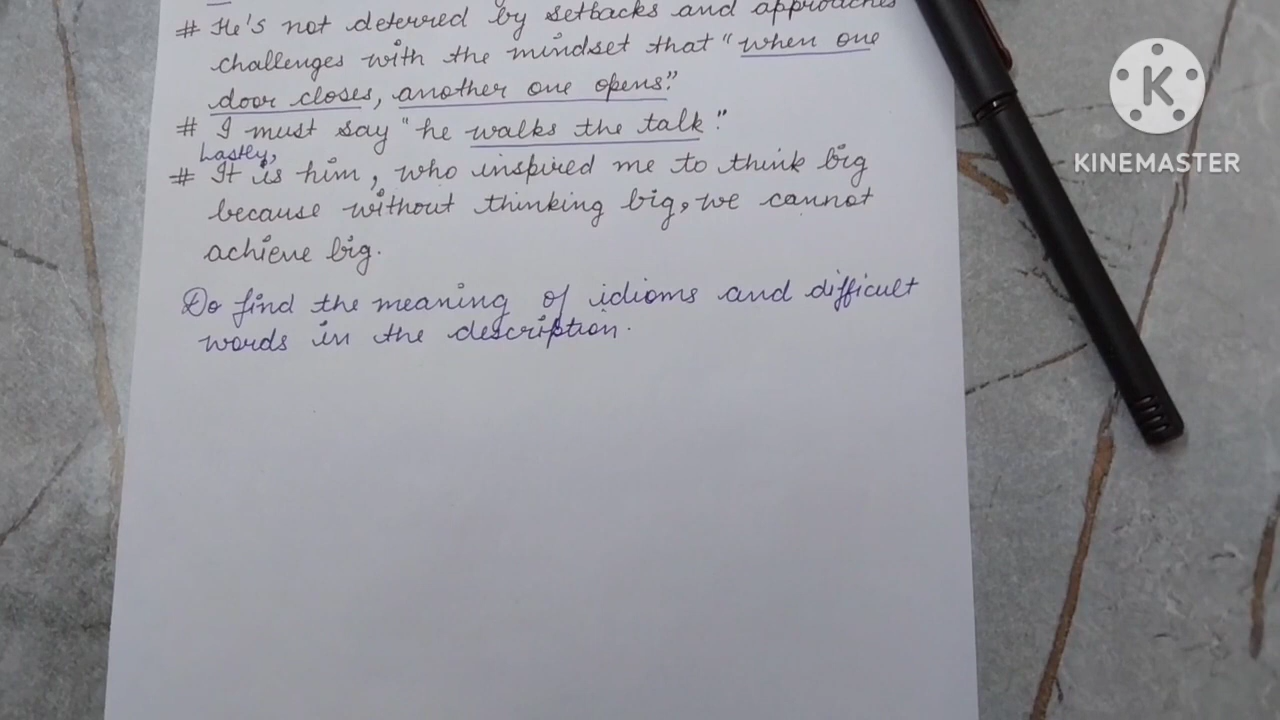 # He's not deterred by setbacks and approaches
challenges with the mindset that "when one
door closes, another one opens."
# I must say "he walks the talk."
Lastly,
# It is him, who inspired me to think big
because without thinking big, we cannot
achieve big.
Do find the meaning of idioms and difficult
words in the description.
K
KINEMASTER